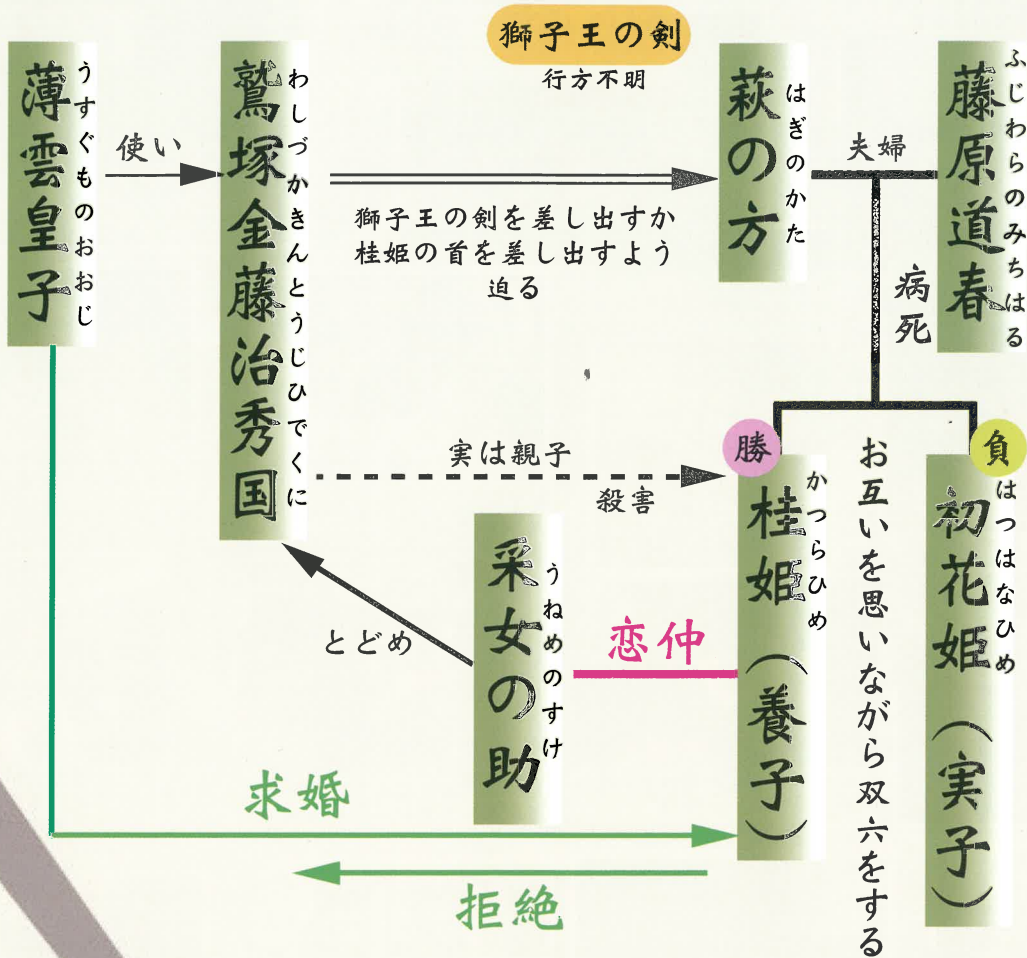 獅子王の剣
行方不明
藤原道春
ふじわらのみちはる
夫婦
病死
萩の方
はぎのかた
獅子王の剣を差し出すか
桂姫の首を差し出すよう
迫る
鷲塚金藤治秀国
わしづかきんとうじひでくに
使い
薄雲皇子
うすぐものおおじ
負
初花姫(実子)
はつはなひめ
お互いを思いながら双六をする
勝
桂姫(養子)
かつらひめ
実は親子
殺害
恋仲
采女の助
うねめのすけ
とどめ
求婚
拒絶